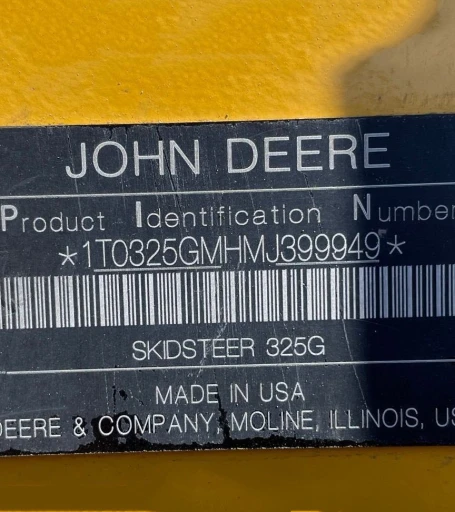 JOHN DEERE
Product Identification Number
*1T0325GMHMJ399949*
SKIDSTEER 325G
MADE IN USA
DEERE & COMPANY, MOLINE, ILLINOIS, US